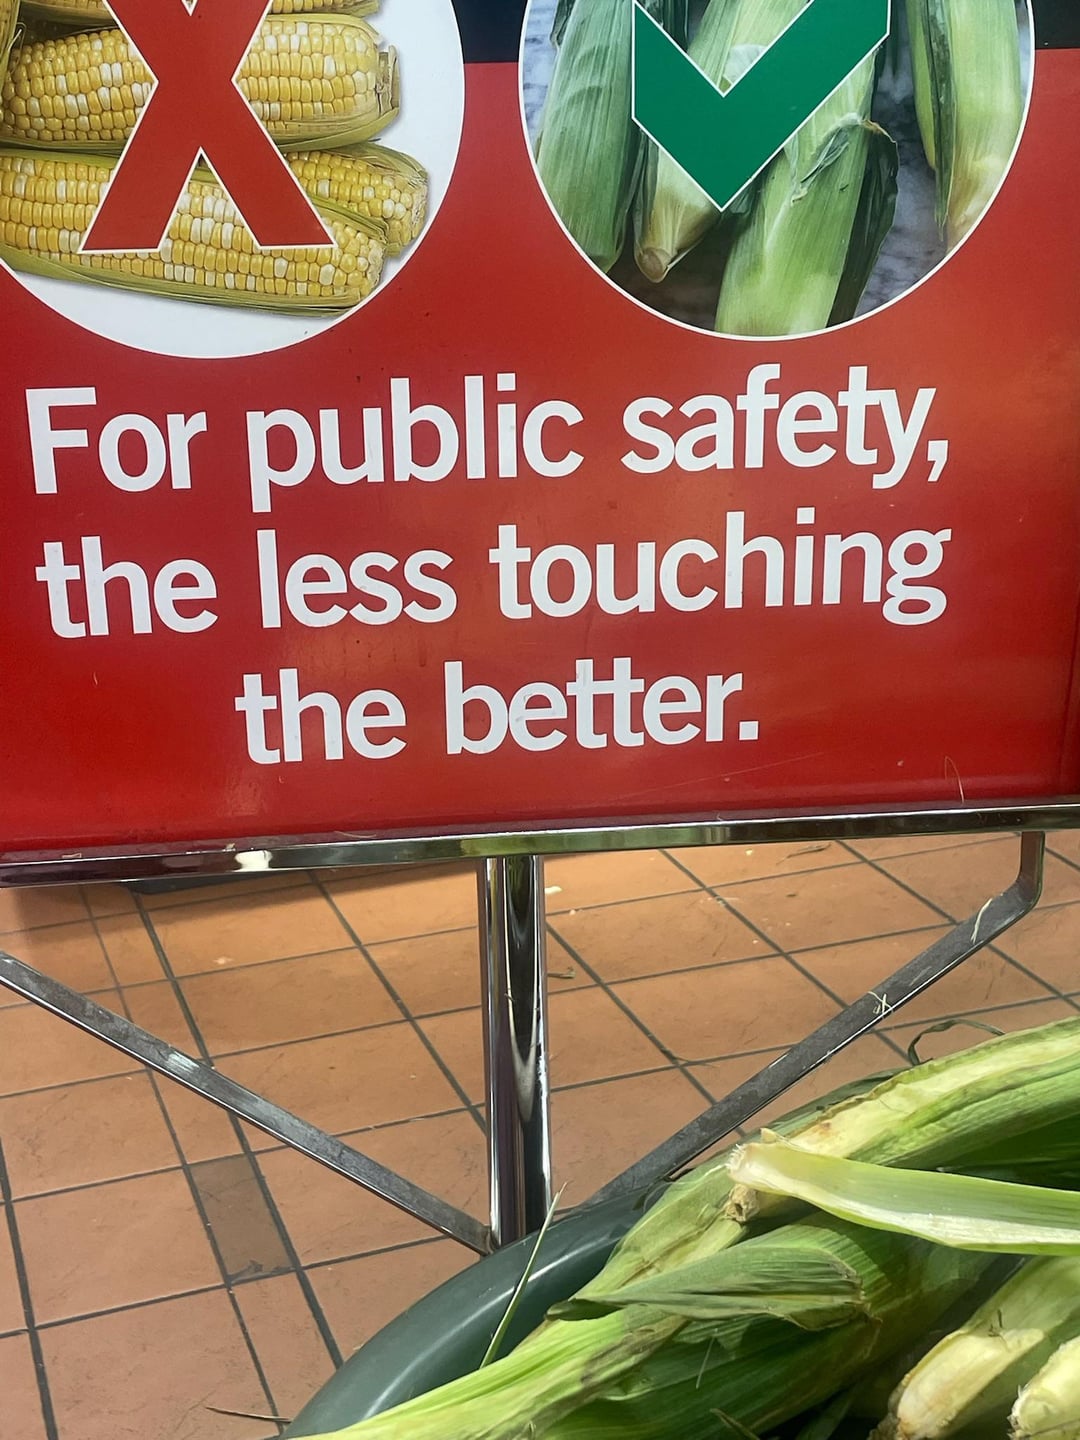 For public safety,
the less touching
the better.